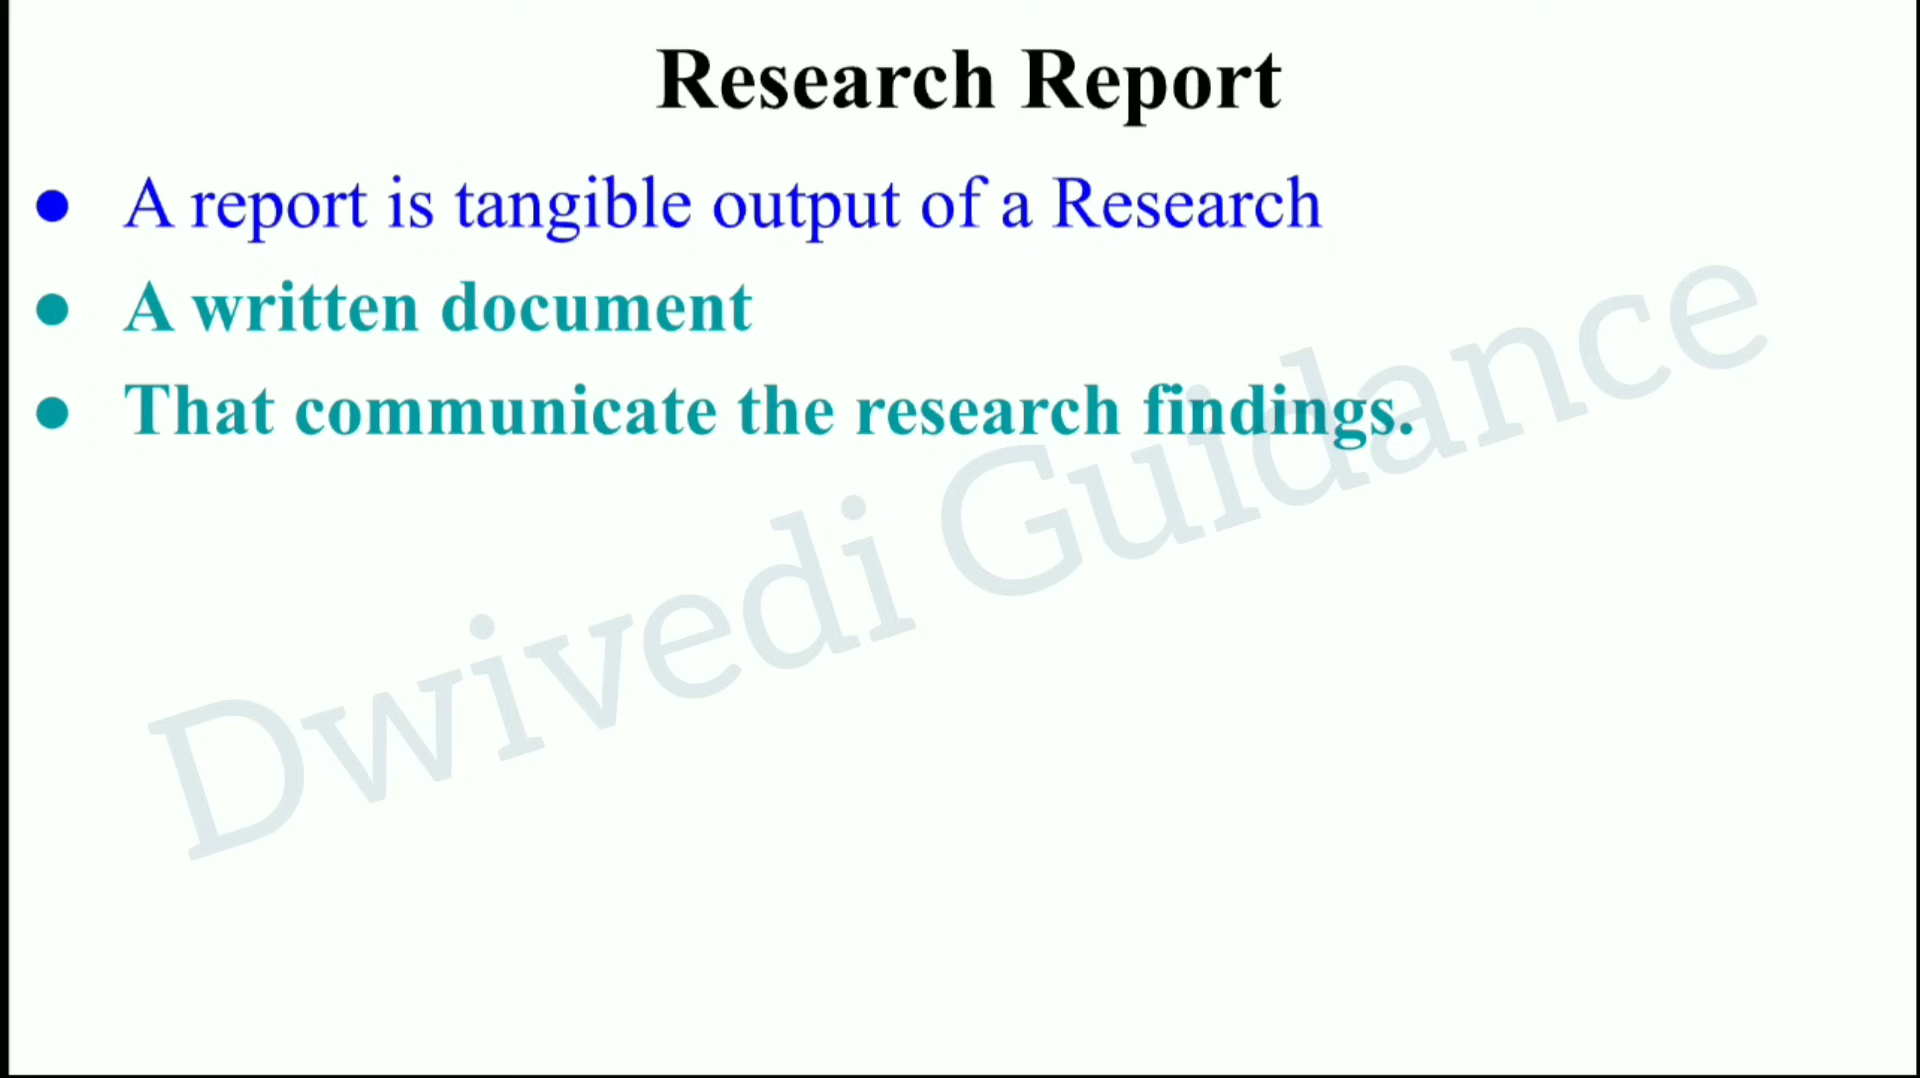 Research Report
● A report is tangible output of a Research
● A written document
● That communicate the research findings.
Dwivedi Guidance